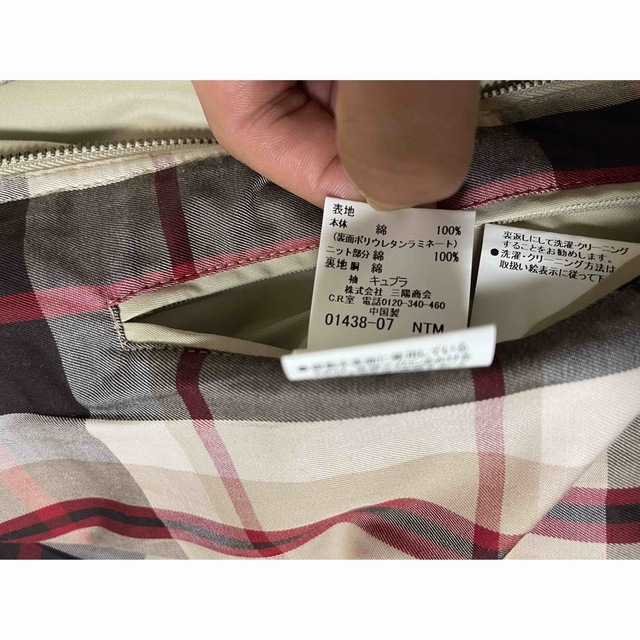 表地
本体 綿 100%
(裏面ポリウレタンラミネート)
ニット部分 綿 100%
裏地 胴 綿
袖 キュプラ
株式会社 三陽商会
C.R室 電話0120-340-460
中国製
01438-07 NTM
裏返しにして洗濯・クリーニング
することをお勧めします。
●洗濯・クリーニング方法は
取扱い絵表示に従って下